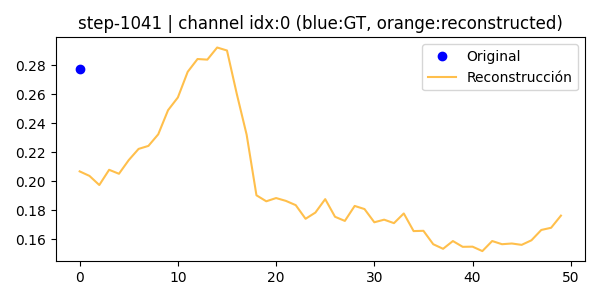 step-1041 | channel idx:0 (blue:GT, orange:reconstructed)
Original
Reconstrucción
0.28
0.26
0.24
0.22
0.20
0.18
0.16
0 10 20 30 40 50